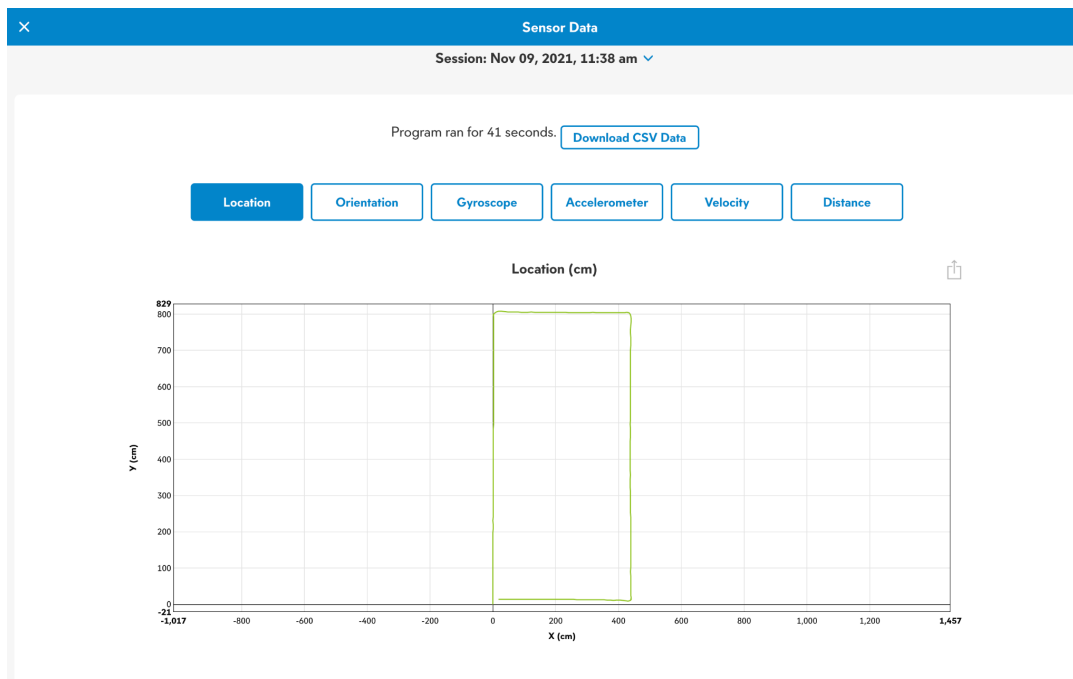 Sensor Data
Session: Nov 09, 2021, 11:38 am
Program ran for 41 seconds. Download CSV Data
Location Orientation Gyroscope Accelerometer Velocity Distance
Location (cm)
829
800
700
600
500
400
300
200
100
0
-21
Y (cm)
-1,017 -800 -600 -400 -200 0 200 400 600 800 1,000 1,200 1,457
X (cm)